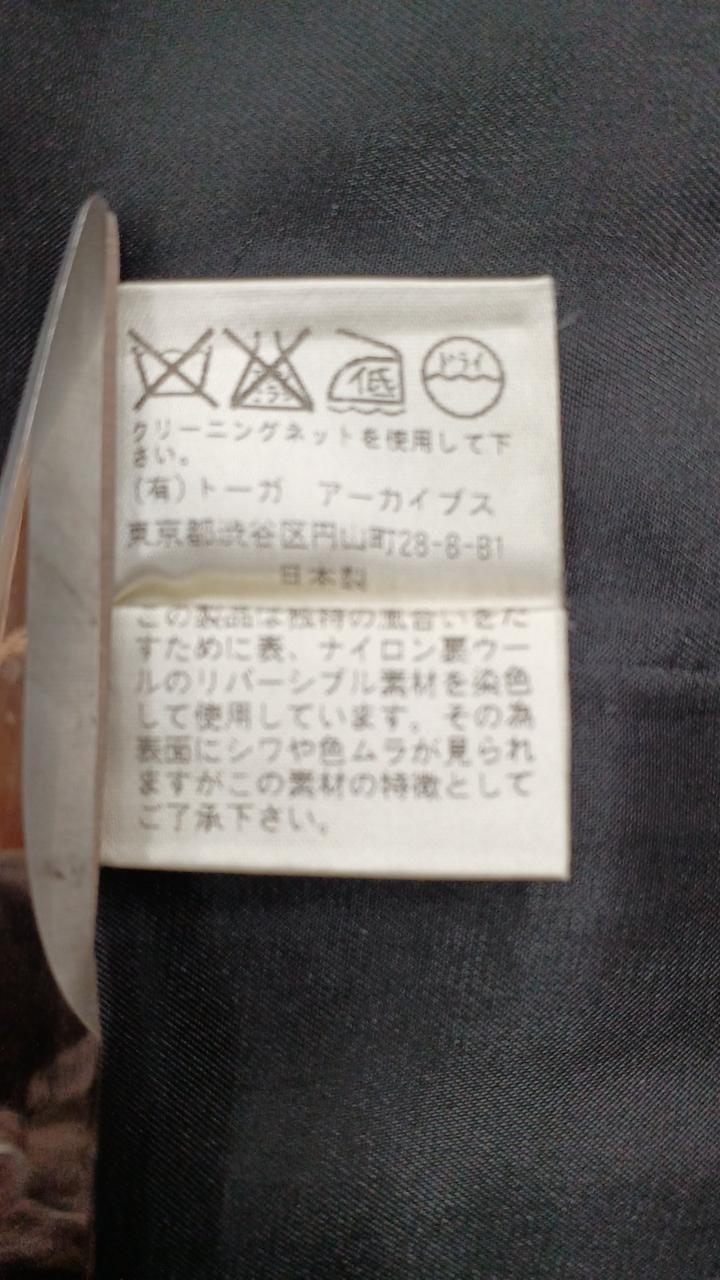 低 ドライ
クリーニングネットを使用して下
さい。
(有)トーガ アーカイブス
東京都渋谷区円山町28-8-B1
日本製
この製品は独特の風合いをだ
すために表、ナイロン裏ウー
ルのリバーシブル素材を染色
して使用しています。その為
表面にシワや色ムラが見られ
ますがこの素材の特徴として
ご了承下さい。